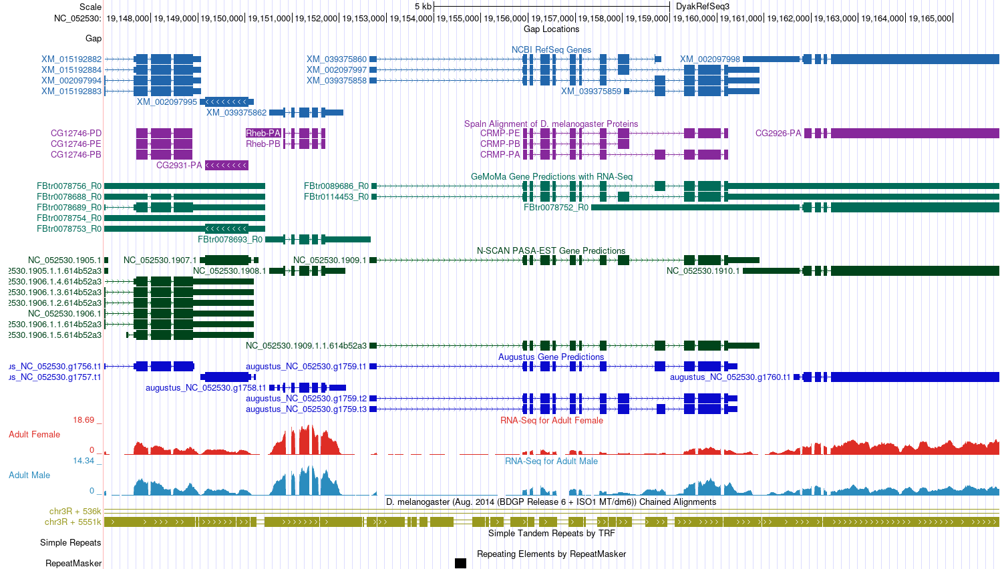 Scale 5 kb DyakRefSeq3
NC_052530: 19,148,000 19,149,000 19,150,000 19,151,000 19,152,000 19,153,000 19,154,000 19,155,000 19,156,000 19,157,000 19,158,000 19,159,000 19,160,000 19,161,000 19,162,000 19,163,000 19,164,000 19,165,000
Gap Locations
Gap
NCBI RefSeq Genes
XM_015192882 XM_039375860 XM_002097998
XM_015192884 XM_002097997
XM_002097994 XM_039375858
XM_015192883 XM_039375859
XM_002097995
XM_039375862
Spaln Alignment of D. melanogaster Proteins
CG12746-PD Rheb-PA CRMP-PE CG2926-PA
CG12746-PE Rheb-PB CRMP-PB
CG12746-PB CRMP-PA
CG2931-PA
GeMoMa Gene Predictions with RNA-Seq
FBtr0078756_R0 FBtr0089686_R0
FBtr0078688_R0 FBtr0114453_R0
FBtr0078689_R0 FBtr0078752_R0
FBtr0078754_R0
FBtr0078753_R0
FBtr0078693_R0
N-SCAN PASA-EST Gene Predictions
NC_052530.1905.1 NC_052530.1907.1 NC_052530.1909.1
2530.1905.1.1.614b52a3 NC_052530.1908.1 NC_052530.1910.1
2530.1906.1.4.614b52a3
2530.1906.1.3.614b52a3
2530.1906.1.2.614b52a3
NC_052530.1906.1
2530.1906.1.1.614b52a3
2530.1906.1.5.614b52a3
NC_052530.1909.1.1.614b52a3
Augustus Gene Predictions
us_NC_052530.g1756.t1 augustus_NC_052530.g1759.t1
us_NC_052530.g1757.t1 augustus_NC_052530.g1760.t1
augustus_NC_052530.g1758.t1
augustus_NC_052530.g1759.t2
augustus_NC_052530.g1759.t3
18.69 _ RNA-Seq for Adult Female
Adult Female
0 _
14.34 _ RNA-Seq for Adult Male
Adult Male
0 _
D. melanogaster (Aug. 2014 (BDGP Release 6 + ISO1 MT/dm6)) Chained Alignments
chr3R + 536k
chr3R + 5551k
Simple Tandem Repeats by TRF
Simple Repeats
Repeating Elements by RepeatMasker
RepeatMasker